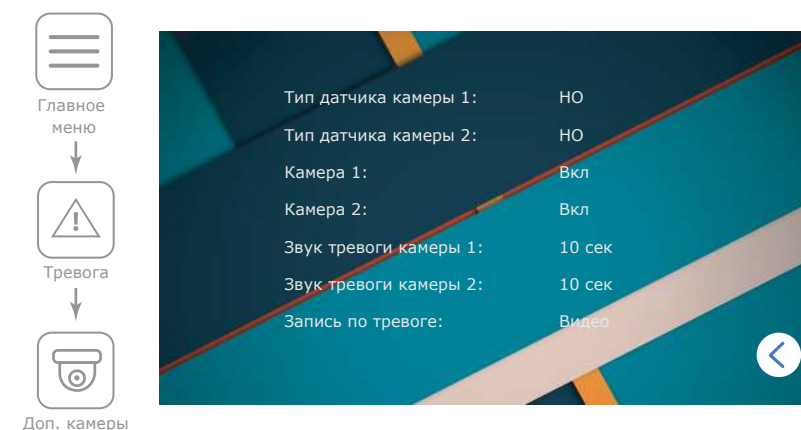 Главное
меню
Тревога
Доп. камеры
Тип датчика камеры 1: НО
Тип датчика камеры 2: НО
Камера 1: Вкл
Камера 2: Вкл
Звук тревоги камеры 1: 10 сек
Звук тревоги камеры 2: 10 сек
Запись по тревоге: Видео